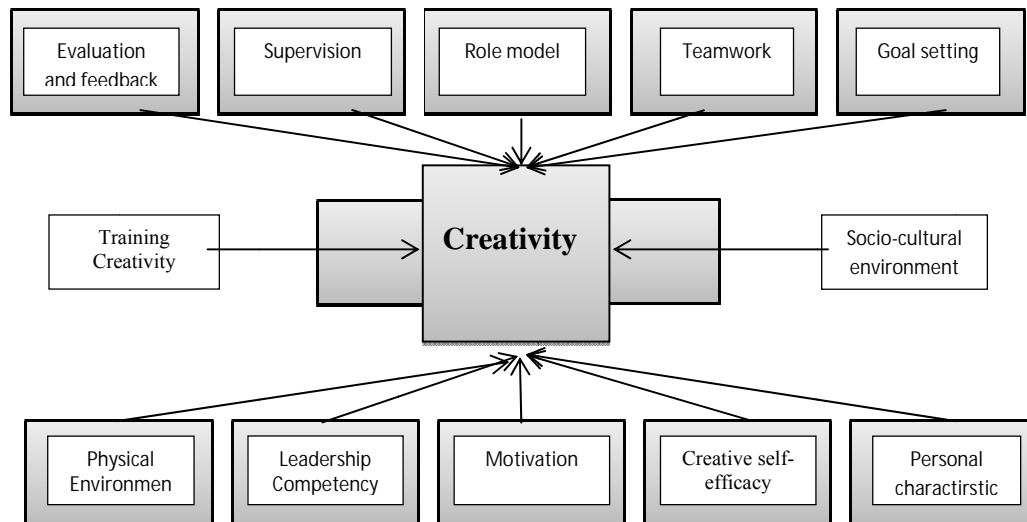 Evaluation
and feedback
Supervision
Role model
Teamwork
Goal setting
Training
Creativity
Creativity
Socio-cultural
environment
Physical
Environmen
Leadership
Competency
Motivation
Creative self-
efficacy
Personal
charactirstic